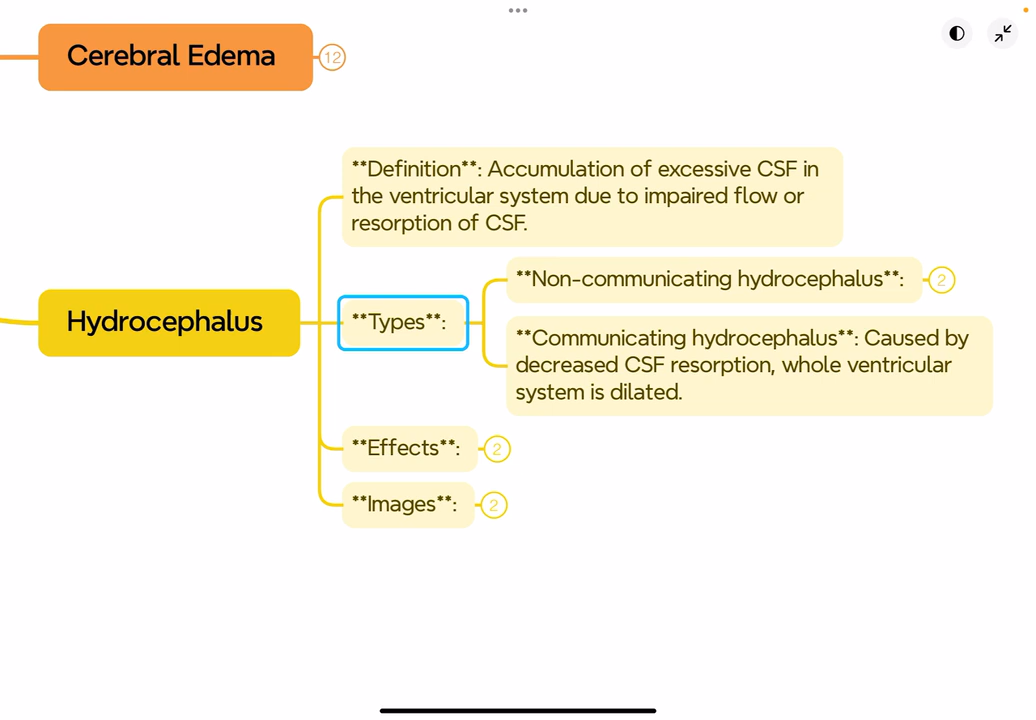 Cerebral Edema
12
**Definition**: Accumulation of excessive CSF in
the ventricular system due to impaired flow or
resorption of CSF.
Hydrocephalus
**Types**:
**Non-communicating hydrocephalus**:
2
**Communicating hydrocephalus**: Caused by
decreased CSF resorption, whole ventricular
system is dilated.
**Effects**:
2
**Images**:
2